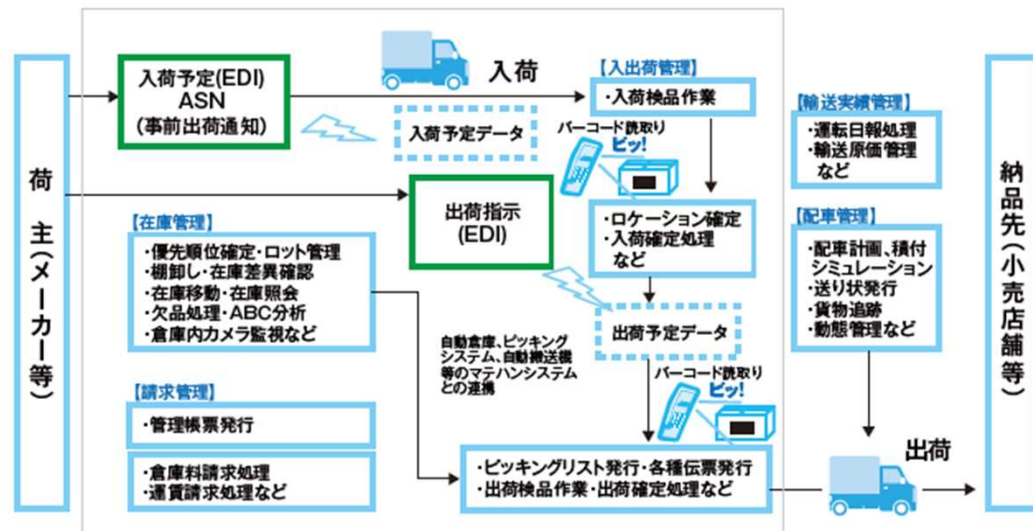 荷主(メーカー等)
入荷予定(EDI)
ASN
(事前出荷通知)
入荷
入荷予定データ
【入出荷管理】
・入荷検品作業
バーコード読取り
ピッ!
・ロケーション確定
・入荷確定処理
など
出荷指示
(EDI)
出荷予定データ
【在庫管理】
・優先順位確定・ロット管理
・棚卸し・在庫差異確認
・在庫移動・在庫照会
・欠品処理・ABC分析
・倉庫内カメラ監視など
自動倉庫、ピッキング
システム、自動搬送機
等のマテハンシステム
との連携
バーコード読取り
ピッ!
【請求管理】
・管理帳票発行
・倉庫料請求処理
・運賃請求処理など
・ピッキングリスト発行・各種伝票発行
・出荷検品作業・出荷確定処理など
【輸送実績管理】
・運転日報処理
・輸送原価管理
など
【配車管理】
・配車計画、積付
シミュレーション
・送り状発行
・貨物追跡
・動態管理など
出荷
納品先(小売店舗等)